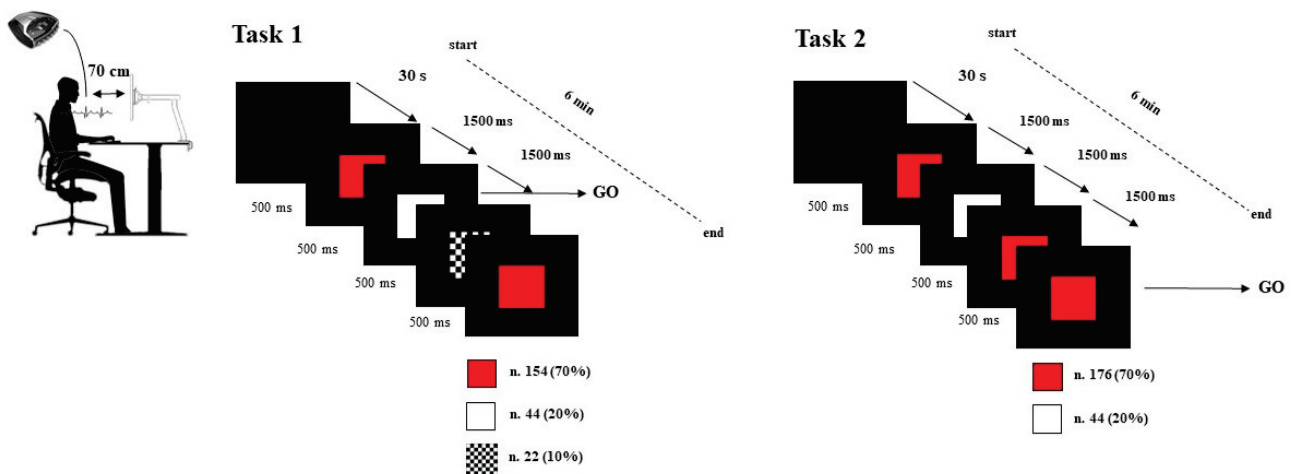 70 cm
Task 1
start
30 s
6 min
1500 ms
1500 ms
GO
end
500 ms
500 ms
500 ms
500 ms
n. 154 (70%)
n. 44 (20%)
n. 22 (10%)
Task 2
start
30 s
6 min
1500 ms
1500 ms
1500 ms
end
GO
500 ms
500 ms
500 ms
500 ms
n. 176 (70%)
n. 44 (20%)